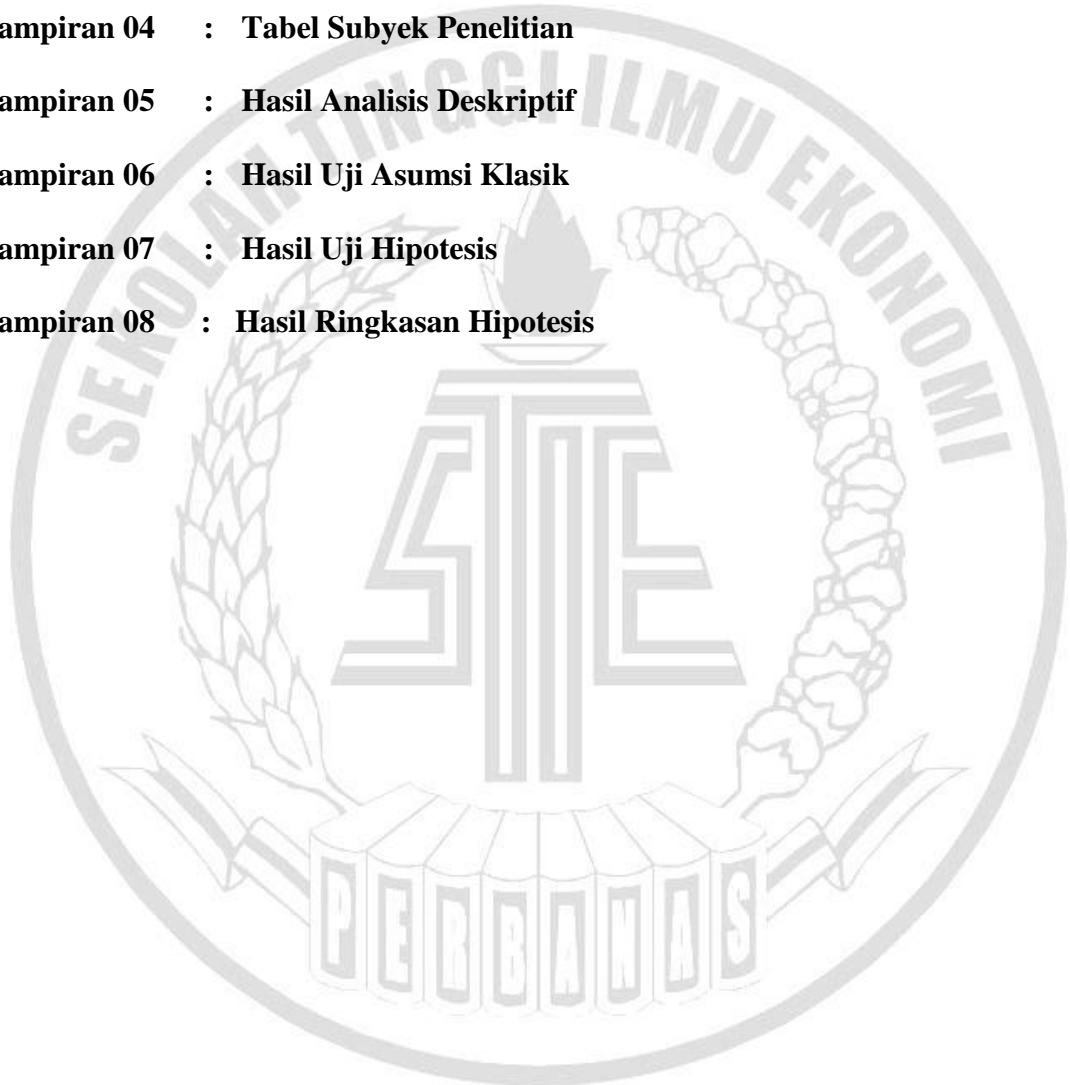 ampiran 04 : Tabel Subyek Penelitian
ampiran 05 : Hasil Analisis Deskriptif
ampiran 06 : Hasil Uji Asumsi Klasik
ampiran 07 : Hasil Uji Hipotesis
ampiran 08 : Hasil Ringkasan Hipotesis
SEKOLAH TINGGI ILMU EKONOMI
STIE
PERBANAS